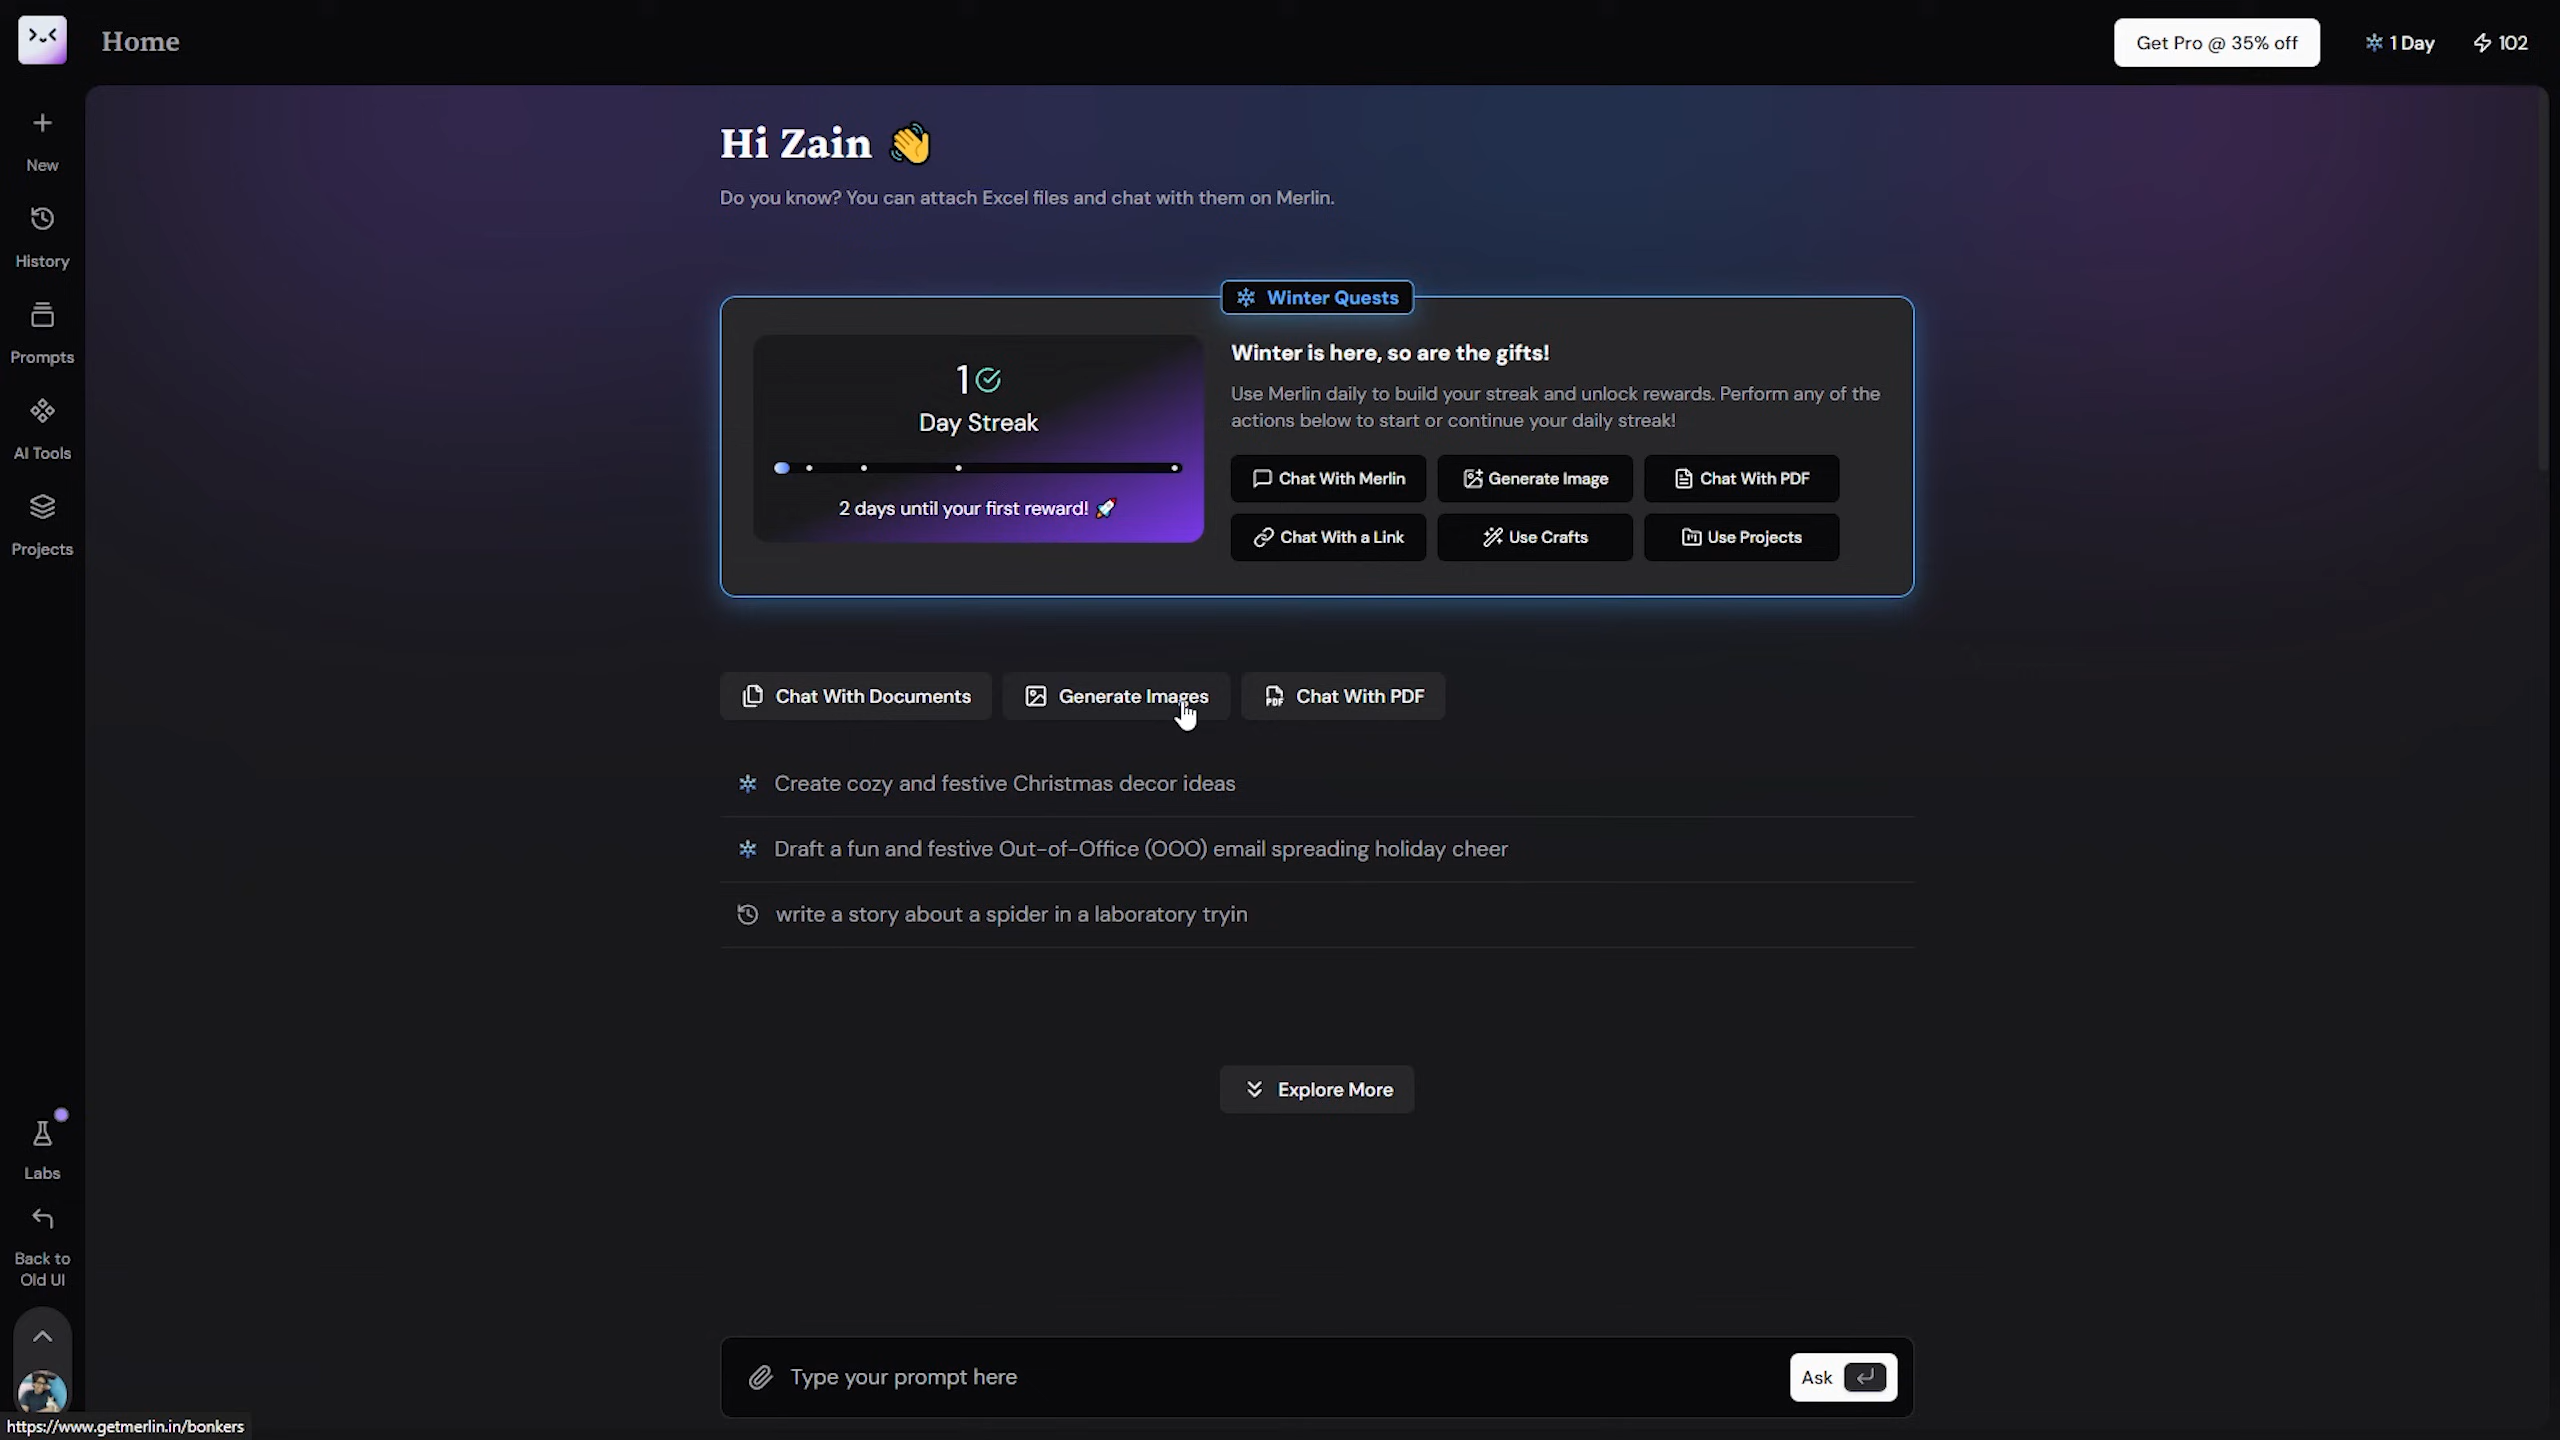 Home
Get Pro @ 35% off
1 Day
102
New
History
Prompts
AI Tools
Projects
Labs
Back to
Old UI
Hi Zain 👋
Do you know? You can attach Excel files and chat with them on Merlin.
Winter Quests
1
Day Streak
2 days until your first reward! 🚀
Winter is here, so are the gifts!
Use Merlin daily to build your streak and unlock rewards. Perform any of the
actions below to start or continue your daily streak!
Chat With Merlin
Generate Image
Chat With PDF
Chat With a Link
Use Crafts
Use Projects
Chat With Documents
Generate Images
PDF Chat With PDF
Create cozy and festive Christmas decor ideas
Draft a fun and festive Out-of-Office (OOO) email spreading holiday cheer
write a story about a spider in a laboratory tryin
Explore More
Type your prompt here
Ask
https://www.getmerlin.in/bonkers